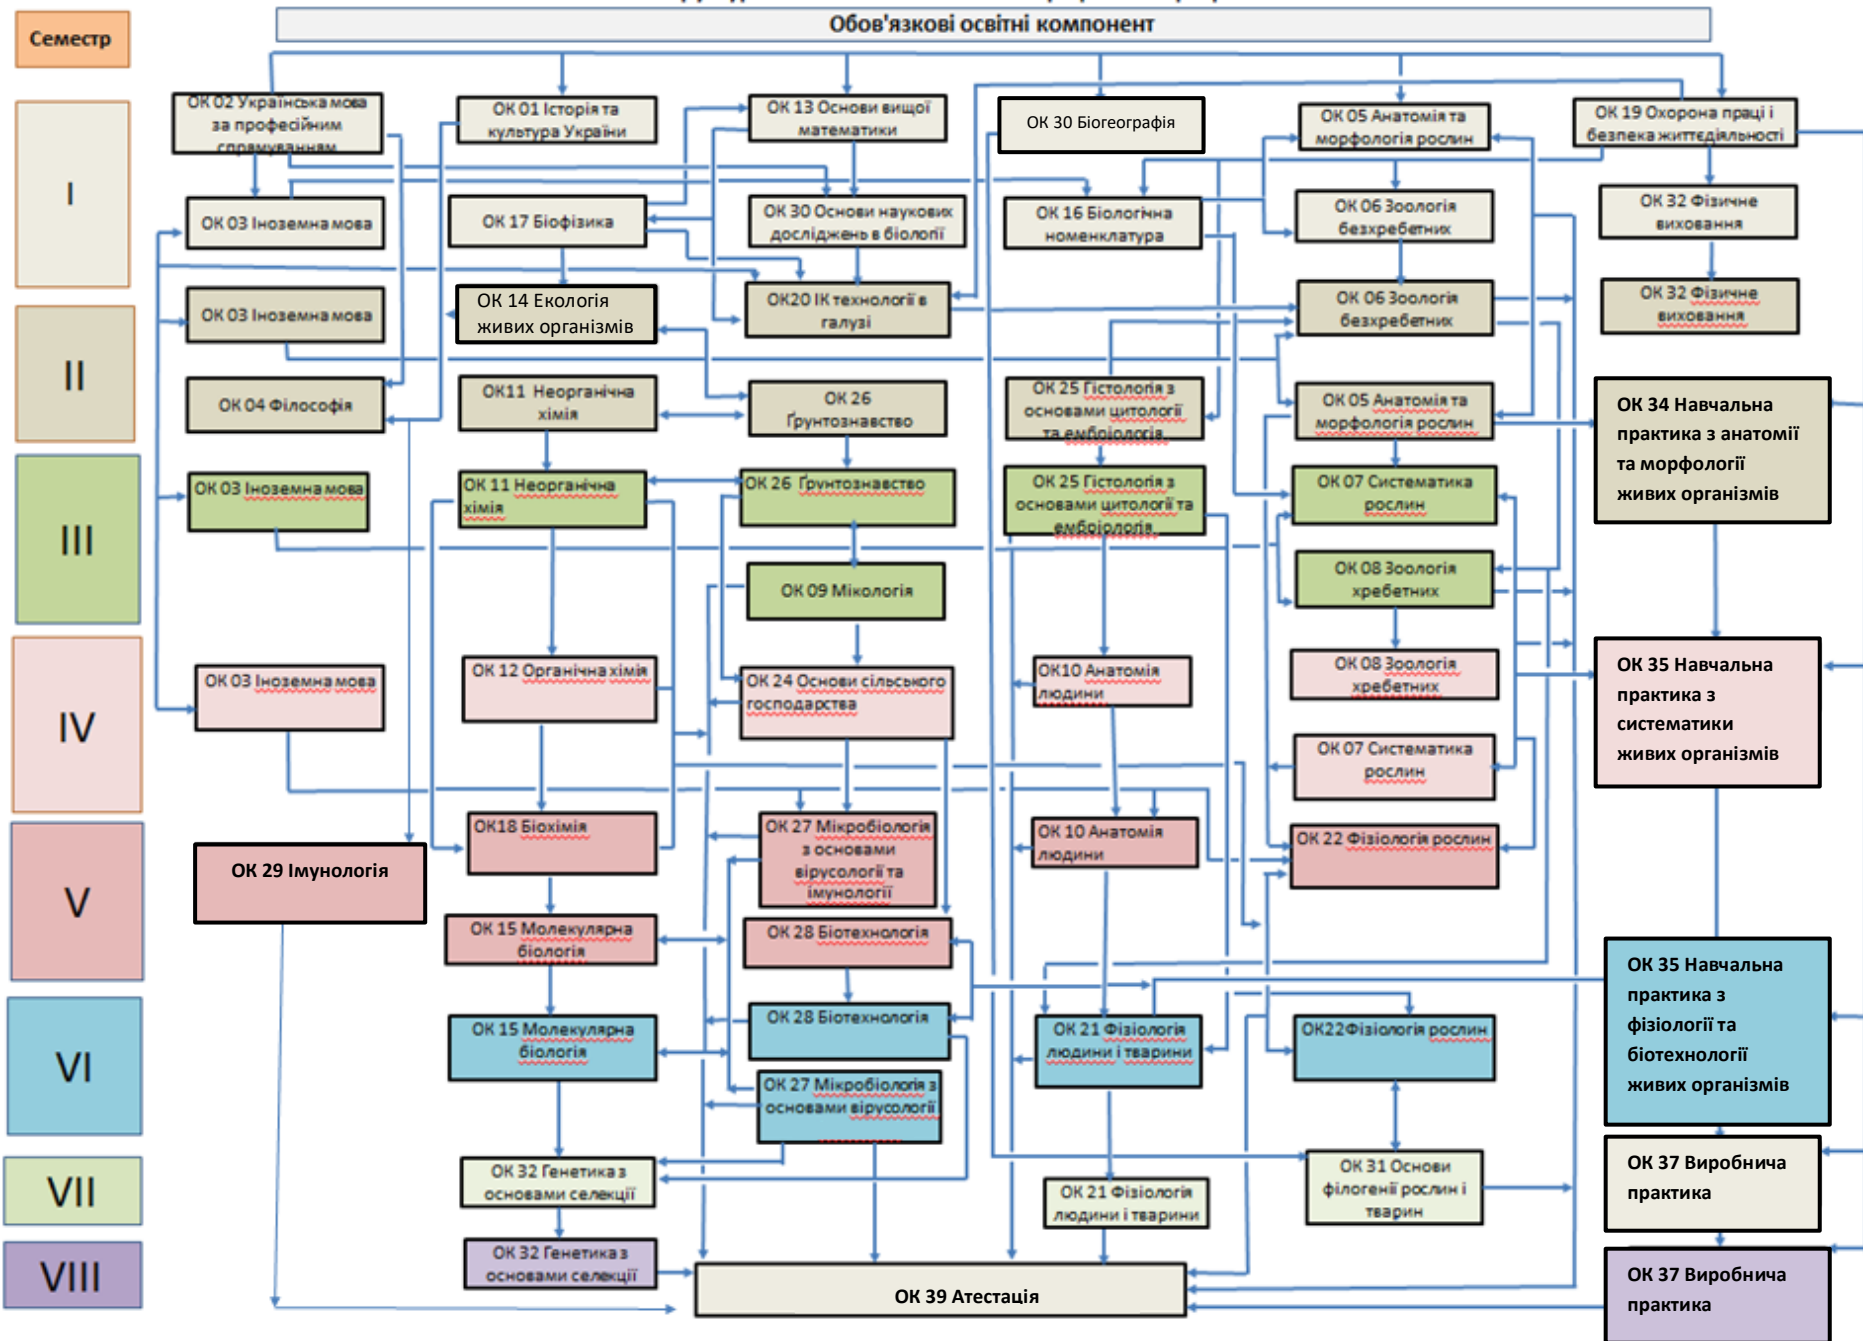 Обов'язкові освітні компонент
Семестр
I
II
III
IV
V
VI
VII
VIII
ОК 02 Українська мова
за професійним
спрямуванням
ОК 01 Історія та
культура України
ОК 13 Основи вищої
математики
ОК 30 Біогеографія
ОК 05 Анатомія та
морфологія рослин
ОК 19 Охорона праці і
безпека життєдіяльності
ОК 03 Іноземна мова
ОК 17 Біофізика
ОК 30 Основи наукових
досліджень в біології
ОК 16 Біологічна
номенклатура
ОК 06 Зоологія
безхребетних
ОК 32 Фізичне
виховання
ОК 03 Іноземна мова
ОК 14 Екологія
живих організмів
ОК20 ІК технології в
галузі
ОК 06 Зоологія
безхребетних
ОК 32 Фізичне
виховання
ОК 04 Філософія
ОК11 Неорганічна
хімія
ОК 26
Ґрунтознавство
ОК 25 Гістологія з
основами цитології
та ембріологія
ОК 05 Анатомія та
морфологія рослин
ОК 34 Навчальна
практика з анатомії
та морфології
живих організмів
ОК 03 Іноземна мова
ОК 11 Неорганічна
хімія
ОК 26 Ґрунтознавство
ОК 25 Гістологія з
основами цитології та
ембріологія
ОК 07 Систематика
рослин
ОК 09 Мікологія
ОК 08 Зоологія
хребетних
ОК 03 Іноземна мова
ОК 12 Органічна хімія
ОК 24 Основи сільського
господарства
ОК10 Анатомія
людини
ОК 08 Зоологія
хребетних
ОК 35 Навчальна
практика з
систематики
живих організмів
ОК 07 Систематика
рослин
ОК 29 Імунологія
ОК18 Біохімія
ОК 27 Мікробіологія
з основами
вірусології та
імунології
ОК 10 Анатомія
людини
ОК 22 Фізіологія рослин
ОК 15 Молекулярна
біологія
ОК 28 Біотехнологія
ОК 35 Навчальна
практика з
фізіології та
біотехнології
живих організмів
ОК 15 Молекулярна
біологія
ОК 28 Біотехнологія
ОК 21 Фізіологія
людини і тварини
ОК22Фізіологія рослин
ОК 27 Мікробіологія з
основами вірусології
ОК 32 Генетика з
основами селекції
ОК 21 Фізіологія
людини і тварини
ОК 31 Основи
філогенії рослин і
тварин
ОК 37 Виробнича
практика
ОК 32 Генетика з
основами селекції
ОК 39 Атестація
ОК 37 Виробнича
практика